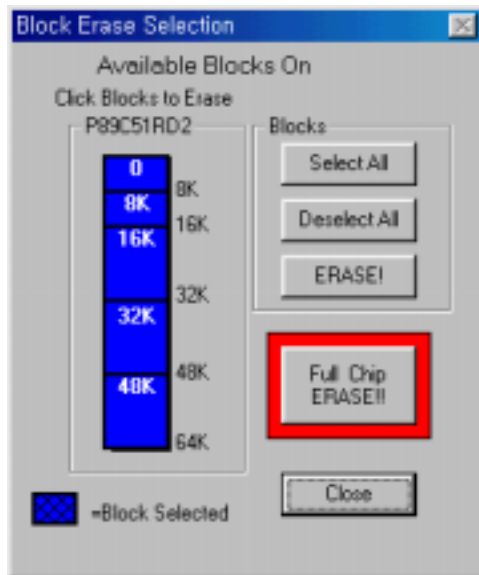 Block Erase Selection
Available Blocks On
Click Blocks to Erase
P89C51RD2
0
8K
8K
16K
16K
32K
32K
48K
48K
64K
=Block Selected
Blocks
Select All
Deselect All
ERASE!
Full Chip
ERASE!!
Close